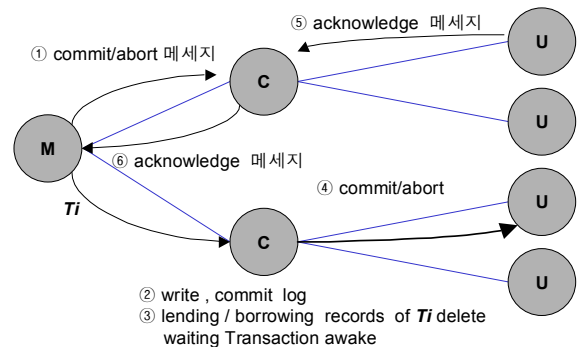 ⑤ acknowledge 메세지
① commit/abort 메세지
U
C
U
M
⑥ acknowledge 메세지
④ commit/abort
Ti
U
C
U
② write , commit log
③ lending / borrowing records of Ti delete
waiting Transaction awake